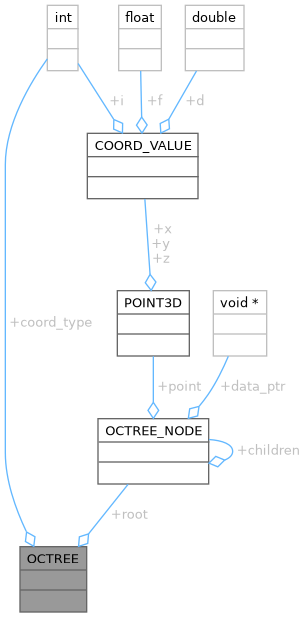 int
float
double
+i
+f
+d
COORD_VALUE
+x
+y
+z
POINT3D
void *
+coord_type
+point
+data_ptr
OCTREE_NODE
+children
+root
OCTREE